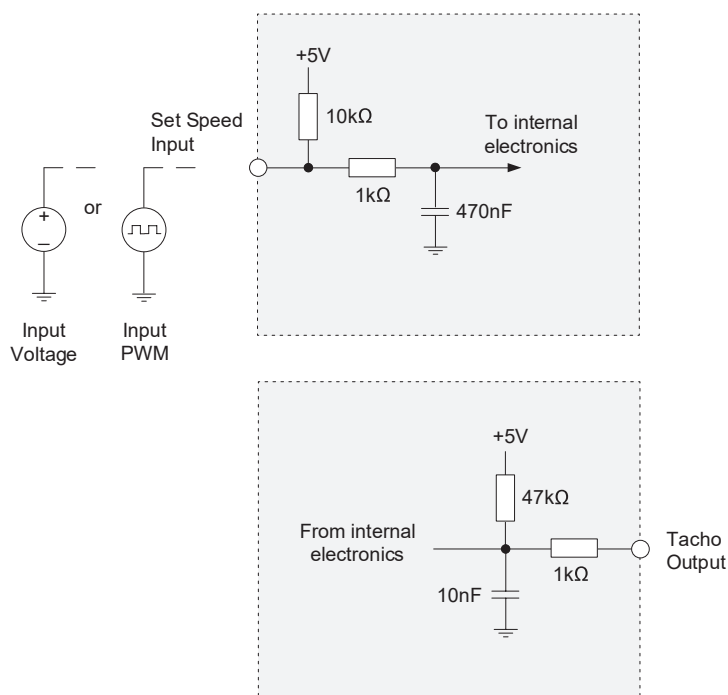 +5V
Set Speed
Input
10kΩ
To internal
electronics
or
1kΩ
470nF
Input
Voltage
Input
PWM
+5V
47kΩ
From internal
electronics
1kΩ
Tacho
Output
10nF